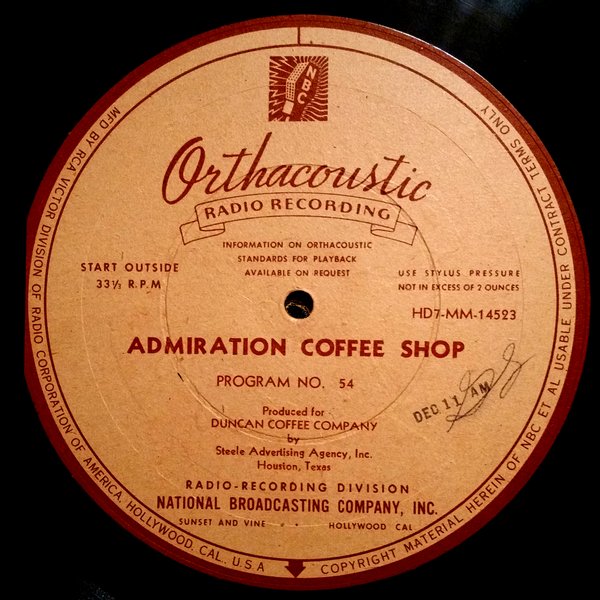 NBC
Orthacoustic
RADIO RECORDING
INFORMATION ON ORTHACOUSTIC
STANDARDS FOR PLAYBACK
AVAILABLE ON REQUEST
START OUTSIDE
33⅓ R.P.M
USE STYLUS PRESSURE
NOT IN EXCESS OF 2 OUNCES
HD7-MM-14523
ADMIRATION COFFEE SHOP
PROGRAM NO. 54
DEC 11 AM
Produced for
DUNCAN COFFEE COMPANY
by
Steele Advertising Agency, Inc.
Houston, Texas
RADIO-RECORDING DIVISION
NATIONAL BROADCASTING COMPANY, INC.
SUNSET AND VINE • • HOLLYWOOD CAL
MFD BY RCA VICTOR DIVISION OF RADIO CORPORATION OF AMERICA, HOLLYWOOD, CAL., U.S.A
COPYRIGHT MATERIAL HEREIN OF NBC ET AL USABLE UNDER CONTRACT TERMS ONLY